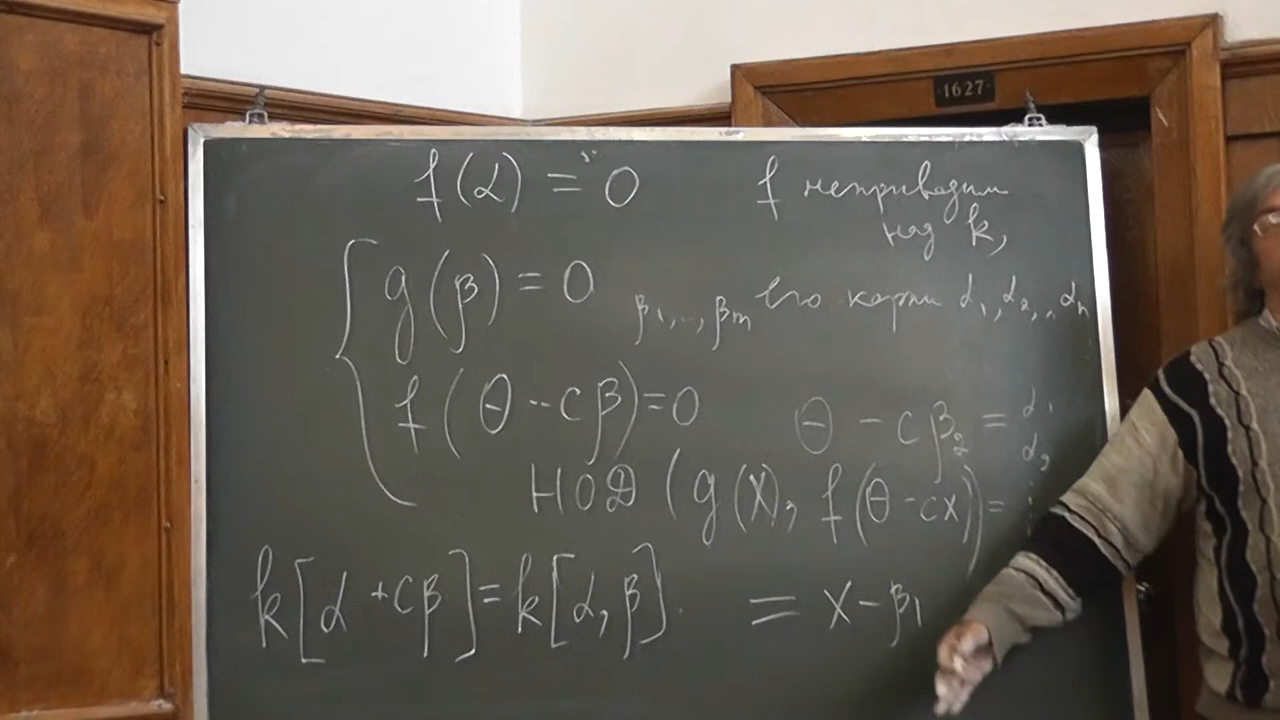 1627
f(α) = 0 f неприводим
над k,
g(β) = 0 β₁,..,βₘ его корни α₁,α₂,,αₙ
f(θ-cβ)=0 θ - cβ₂ = α₁
α₂
НОД (g(x), f(θ-cx))=
k[α+cβ]=k[α,β]. = x-β₁